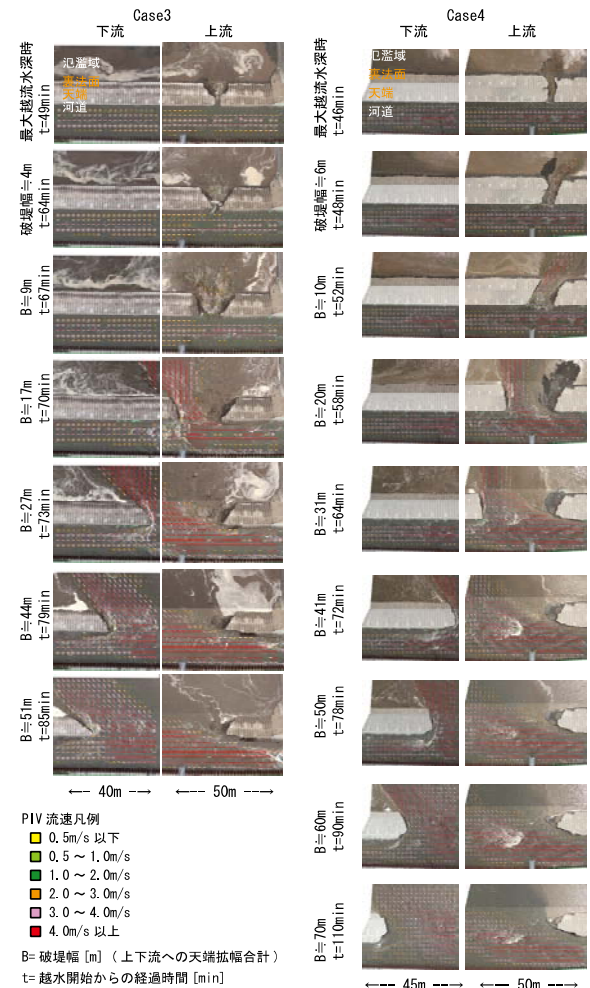 Case3
下流 上流
最大越流水深時
t=49min
氾濫域
裏法面
天端
河道
破堤幅≒4m
t=64min
B≒9m
t=67min
B≒17m
t=70min
B≒27m
t=73min
B≒44m
t=79min
B≒51m
t=85min
←-- 40m --→ ←-- 50m --→
PIV 流速凡例
0.5m/s 以下
0.5 ～ 1.0m/s
1.0 ～ 2.0m/s
2.0 ～ 3.0m/s
3.0 ～ 4.0m/s
4.0m/s 以上
B= 破堤幅 [m] ( 上下流への天端拡幅合計 )
t= 越水開始からの経過時間 [min]
Case4
下流 上流
最大越流水深時
t=46min
氾濫域
裏法面
天端
河道
破堤幅≒6m
t=48min
B≒10m
t=52min
B≒20m
t=58min
B≒31m
t=64min
B≒41m
t=72min
B≒50m
t=78min
B≒60m
t=90min
B≒70m
t=110min
←-- 45m --→ ←-- 50m --→